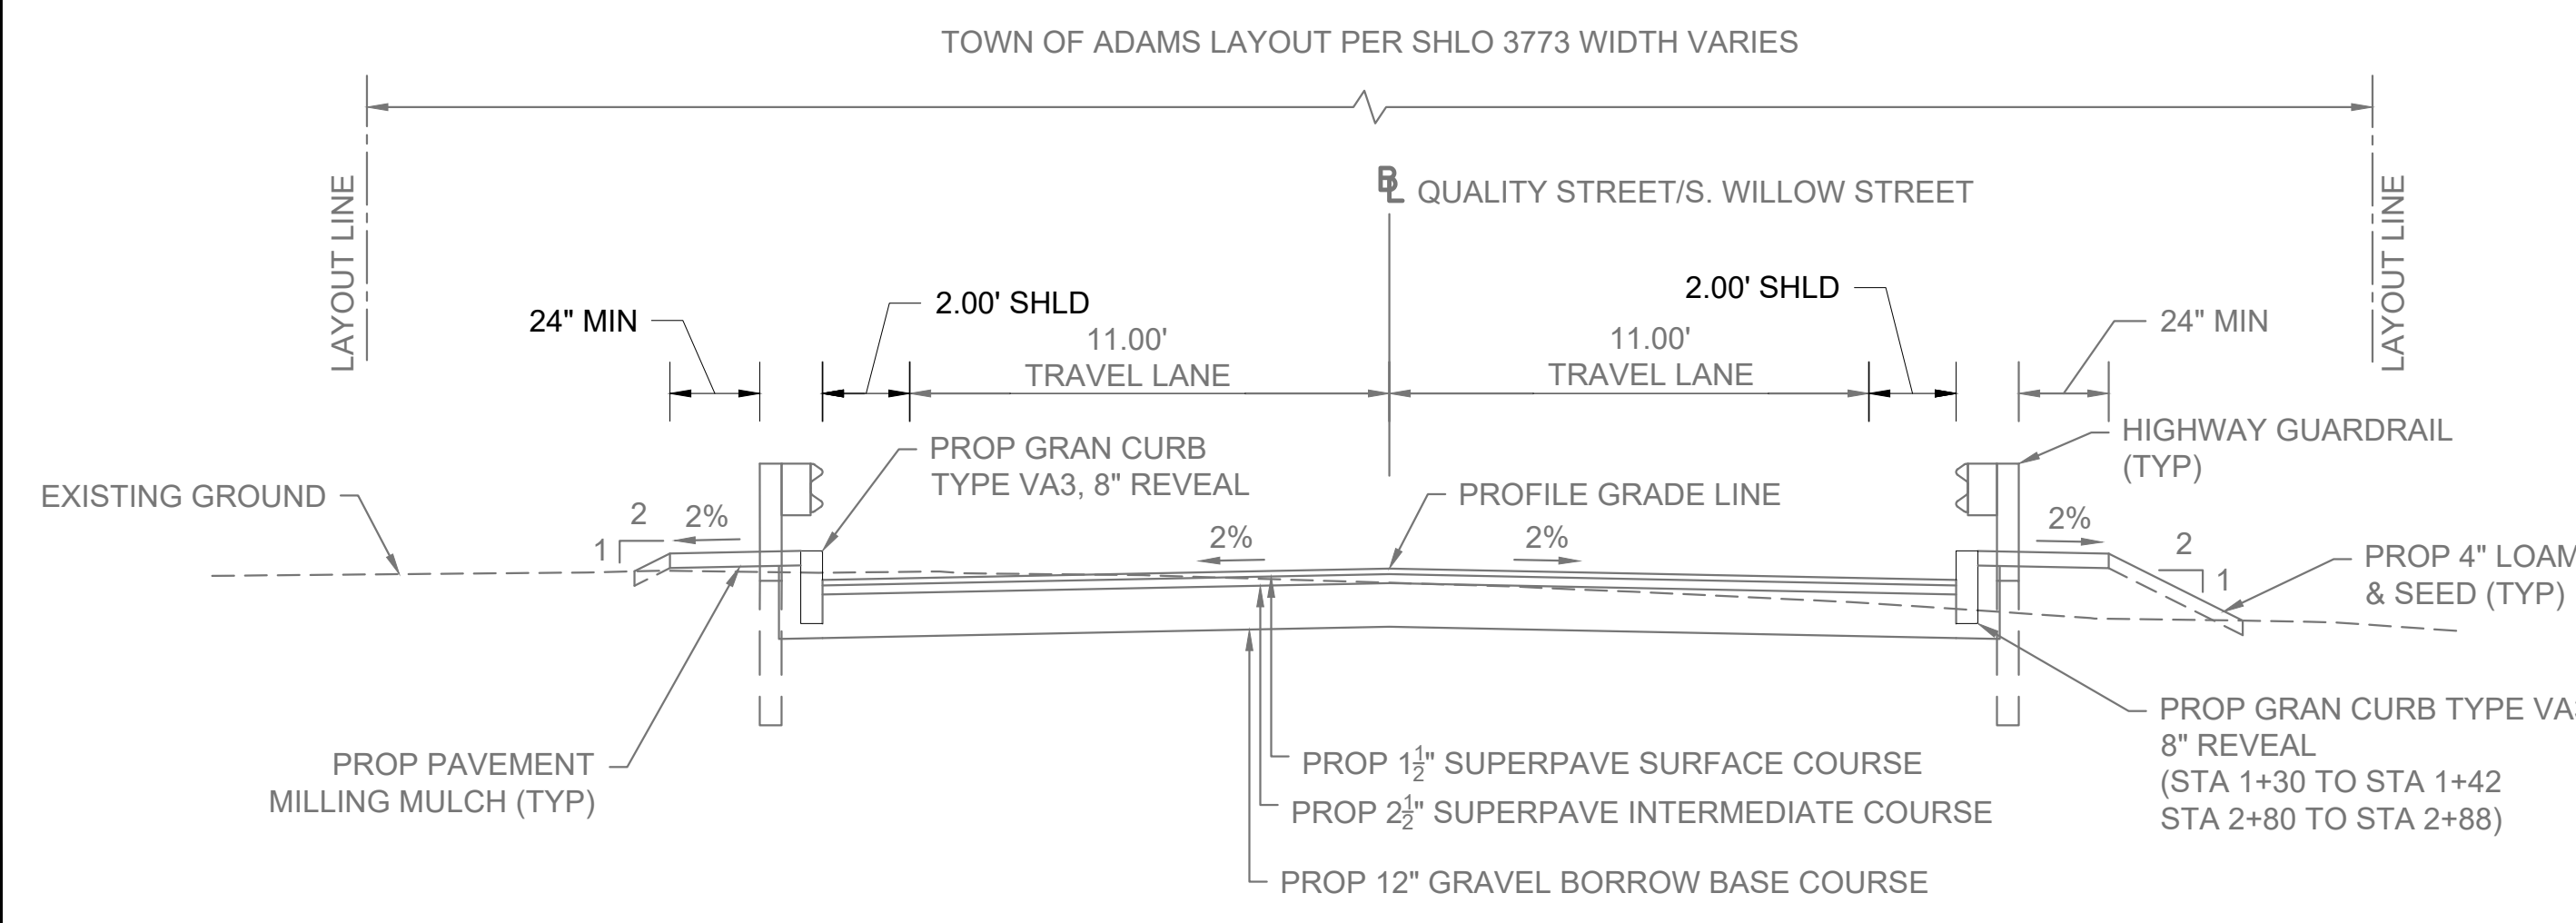 TOWN OF ADAMS LAYOUT PER SHLO 3773 WIDTH VARIES
LAYOUT LINE
BL QUALITY STREET/S. WILLOW STREET
LAYOUT LINE
24" MIN
2.00' SHLD
11.00'
TRAVEL LANE
2.00' SHLD
11.00'
TRAVEL LANE
24" MIN
EXISTING GROUND
PROP GRAN CURB
TYPE VA3, 8" REVEAL
PROFILE GRADE LINE
HIGHWAY GUARDRAIL
(TYP)
2
1
2%
2%
2%
2%
2
1
PROP 4" LOAM
& SEED (TYP)
PROP PAVEMENT
MILLING MULCH (TYP)
PROP 1 1/2" SUPERPAVE SURFACE COURSE
PROP 2 1/2" SUPERPAVE INTERMEDIATE COURSE
PROP 12" GRAVEL BORROW BASE COURSE
PROP GRAN CURB TYPE
8" REVEAL
(STA 1+30 TO STA 1+42
STA 2+80 TO STA 2+88)